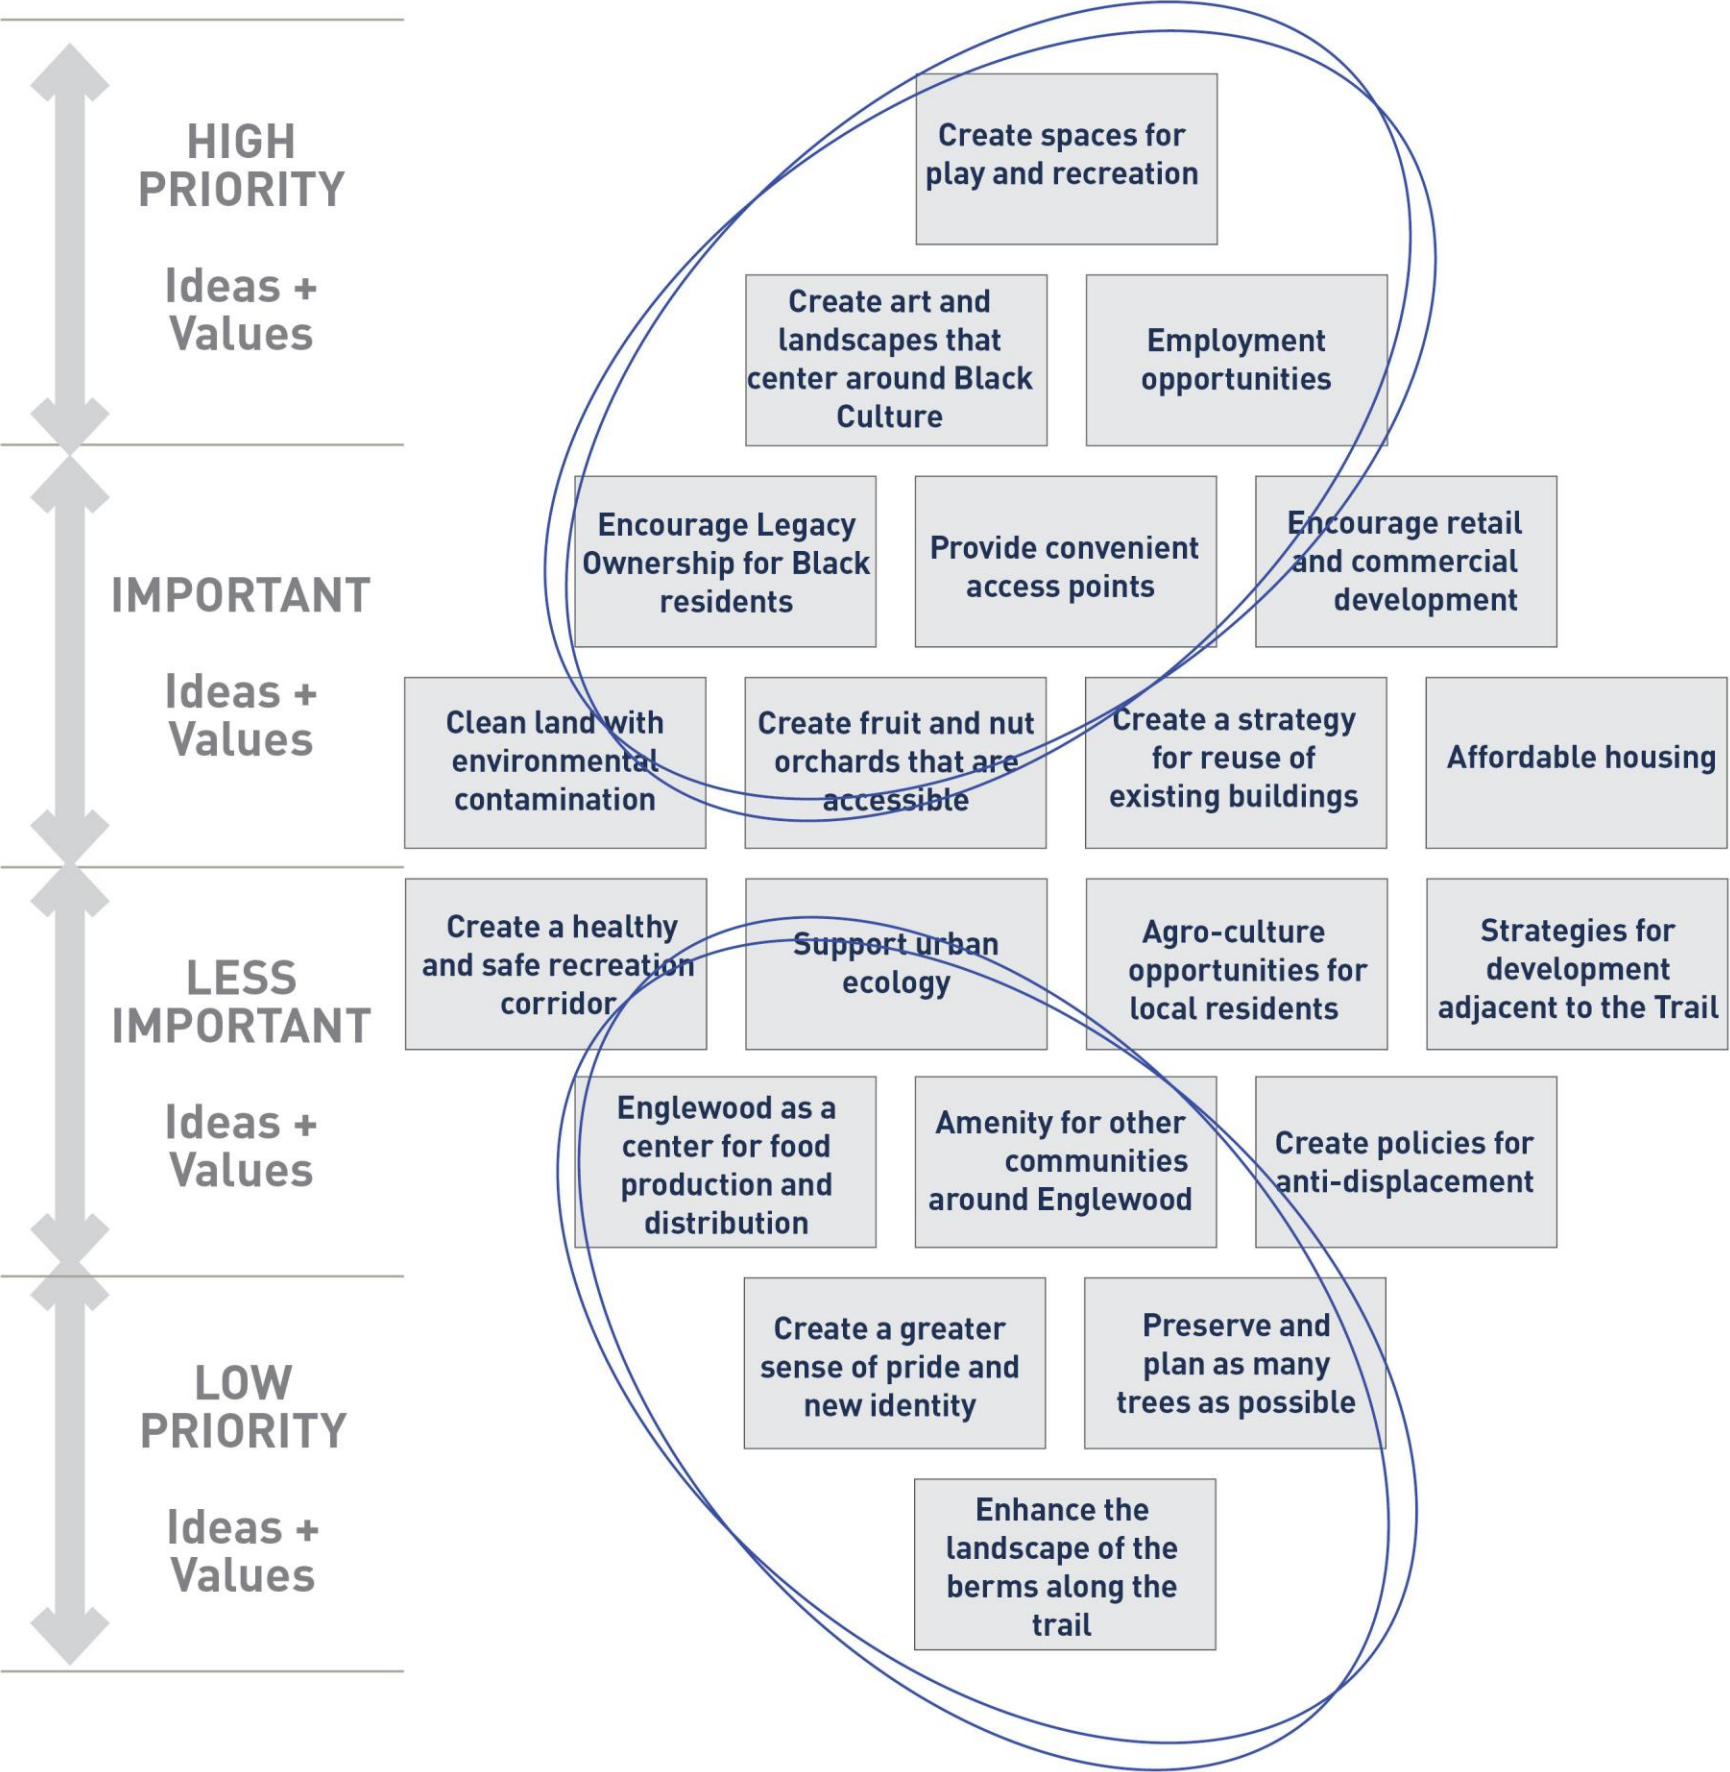 HIGH
PRIORITY
Ideas +
Values
Create spaces for
play and recreation
Create art and
landscapes that
center around Black
Culture
Employment
opportunities
IMPORTANT
Ideas +
Values
Encourage Legacy
Ownership for Black
residents
Provide convenient
access points
Encourage retail
and commercial
development
Clean land with
environmental
contamination
Create fruit and nut
orchards that are
accessible
Create a strategy
for reuse of
existing buildings
Affordable housing
LESS
IMPORTANT
Ideas +
Values
Create a healthy
and safe recreation
corridor
Support urban
ecology
Agro-culture
opportunities for
local residents
Strategies for
development
adjacent to the Trail
Englewood as a
center for food
production and
distribution
Amenity for other
communities
around Englewood
Create policies for
anti-displacement
LOW
PRIORITY
Ideas +
Values
Create a greater
sense of pride and
new identity
Preserve and
plan as many
trees as possible
Enhance the
landscape of the
berms along the
trail